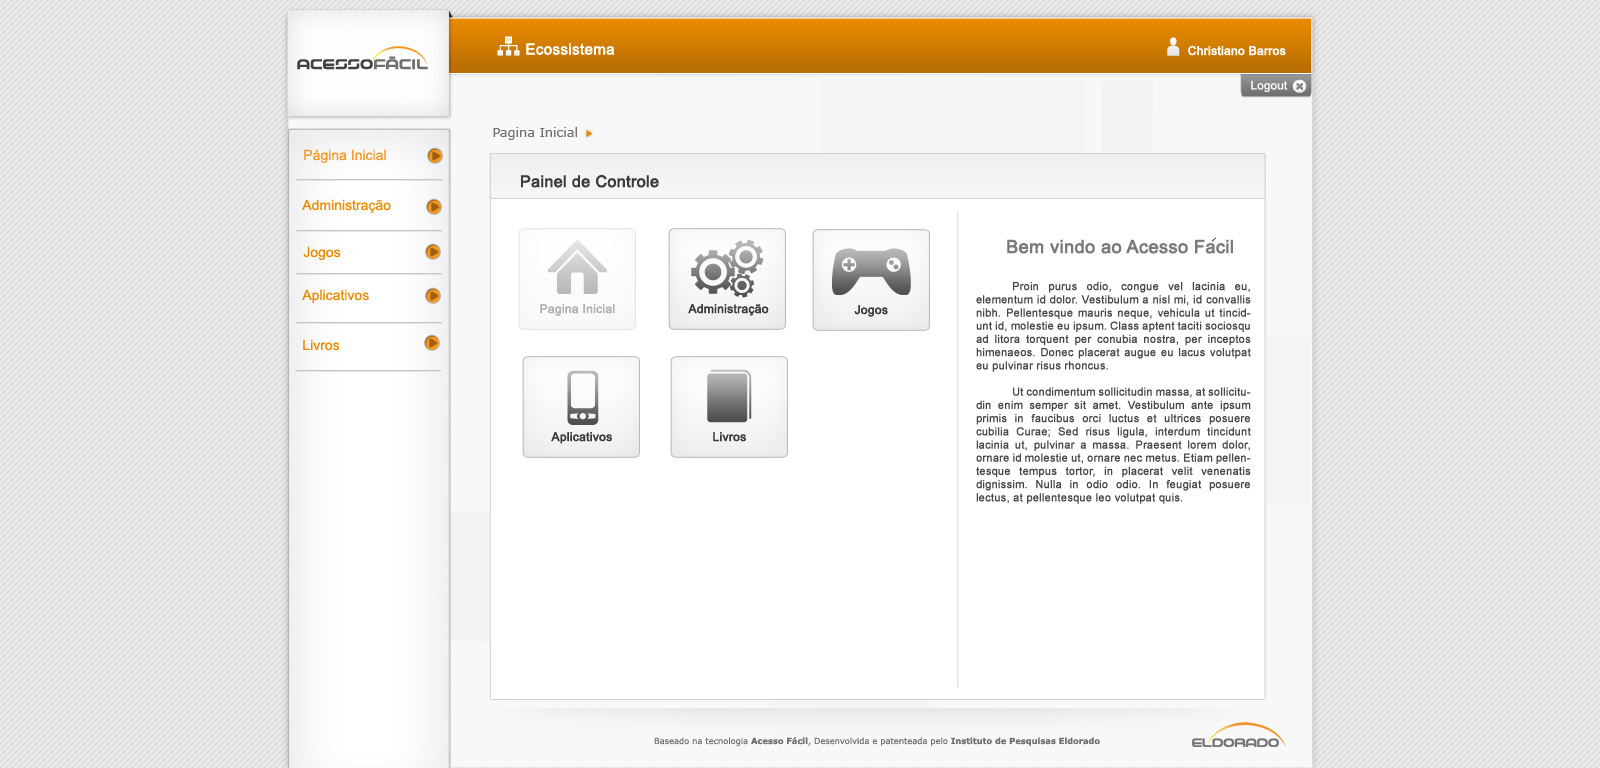 ACESSOFÁCIL
Ecossistema
Christiano Barros
Logout
Página Inicial
Administração
Jogos
Aplicativos
Livros
Pagina Inicial
Painel de Controle
Pagina Inicial
Administração
Jogos
Aplicativos
Livros
Bem vindo ao Acesso Fácil
Proin purus odio, congue vel lacinia eu,
elementum id dolor. Vestibulum a nisl mi, id convallis
nibh. Pellentesque mauris neque, vehicula ut tincid-
unt id, molestie eu ipsum. Class aptent taciti sociosqu
ad litora torquent per conubia nostra, per inceptos
himenaeos. Donec placerat augue eu lacus volutpat
eu pulvinar risus rhoncus.
Ut condimentum sollicitudin massa, at sollicitu-
din enim semper sit amet. Vestibulum ante ipsum
primis in faucibus orci luctus et ultrices posuere
cubilia Curae; Sed risus ligula, interdum tincidunt
lacinia ut, pulvinar a massa. Praesent lorem dolor,
ornare id molestie ut, ornare nec metus. Etiam pellen-
tesque tempus tortor, in placerat velit venenatis
dignissim. Nulla in odio odio. In feugiat posuere
lectus, at pellentesque leo volutpat quis.
Baseado na tecnologia Acesso Fácil, Desenvolvida e patenteada pelo Instituto de Pesquisas Eldorado
ELDORADO